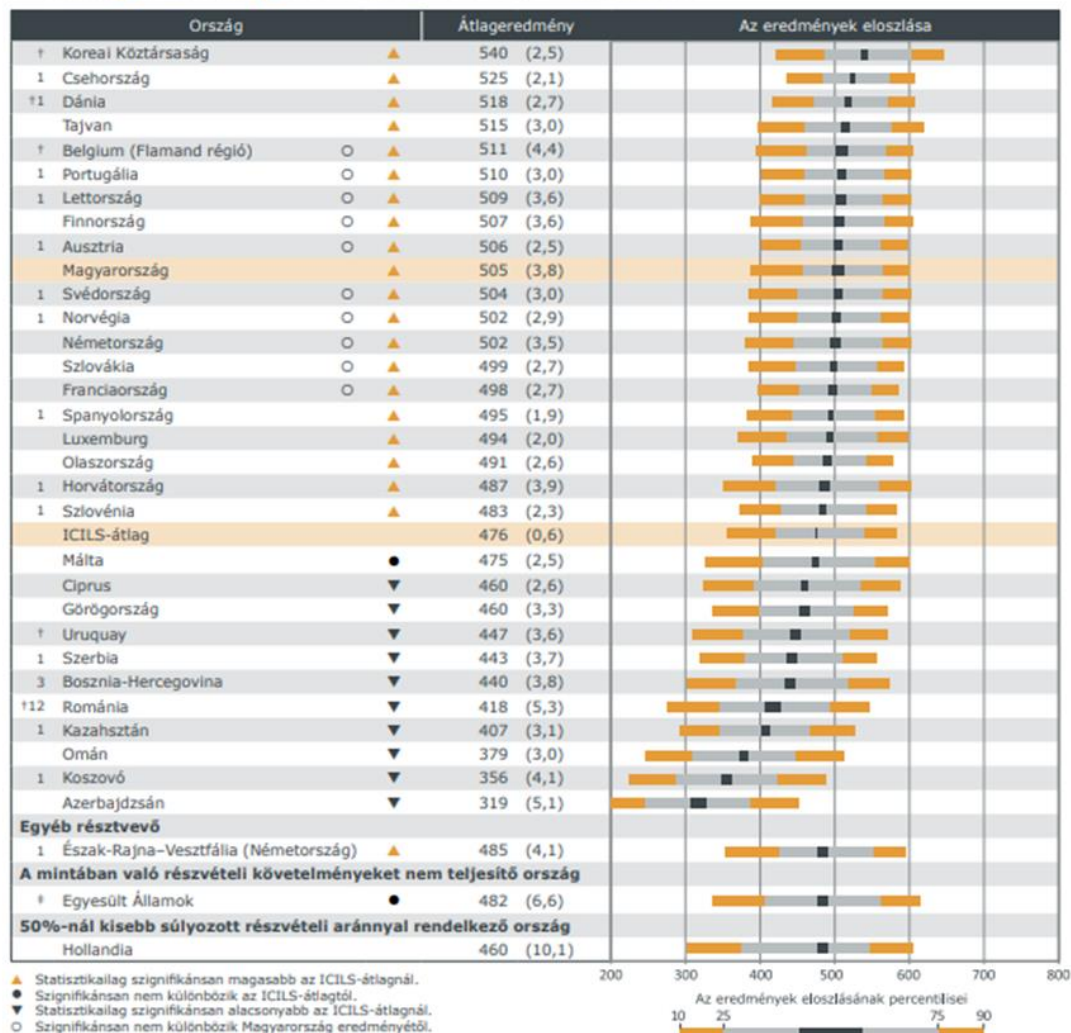 Ország Átlageredmény Az eredmények eloszlása
† Koreai Köztársaság ▲ 540 (2,5)
1 Csehország ▲ 525 (2,1)
†1 Dánia ▲ 518 (2,7)
Tajvan ▲ 515 (3,0)
† Belgium (Flamand régió) ○ ▲ 511 (4,4)
1 Portugália ○ ▲ 510 (3,0)
1 Lettország ○ ▲ 509 (3,6)
Finnország ○ ▲ 507 (3,6)
1 Ausztria ○ ▲ 506 (2,5)
Magyarország ▲ 505 (3,8)
1 Svédország ○ ▲ 504 (3,0)
1 Norvégia ○ ▲ 502 (2,9)
Németország ○ ▲ 502 (3,5)
Szlovákia ○ ▲ 499 (2,7)
Franciaország ○ ▲ 498 (2,7)
1 Spanyolország ▲ 495 (1,9)
Luxemburg ▲ 494 (2,0)
Olaszország ▲ 491 (2,6)
1 Horvátország ▲ 487 (3,9)
1 Szlovénia ▲ 483 (2,3)
ICILS-átlag 476 (0,6)
Málta ● 475 (2,5)
Ciprus ▼ 460 (2,6)
Görögország ▼ 460 (3,3)
† Uruguay ▼ 447 (3,6)
1 Szerbia ▼ 443 (3,7)
3 Bosznia-Hercegovina ▼ 440 (3,8)
†12 Románia ▼ 418 (5,3)
1 Kazahsztán ▼ 407 (3,1)
Omán ▼ 379 (3,0)
1 Koszovó ▼ 356 (4,1)
Azerbajdzsán ▼ 319 (5,1)
Egyéb résztvevő
1 Észak-Rajna–Vesztfália (Németország) ▲ 485 (4,1)
A mintában való részvételi követelményeket nem teljesítő ország
‡ Egyesült Államok ● 482 (6,6)
50%-nál kisebb súlyozott részvételi aránnyal rendelkező ország
Hollandia 460 (10,1)
200 300 400 500 600 700 800
▲ Statisztikailag szignifikánsan magasabb az ICILS-átlagnál.
● Szignifikánsan nem különbözik az ICILS-átlagtól.
▼ Statisztikailag szignifikánsan alacsonyabb az ICILS-átlagnál.
○ Szignifikánsan nem különbözik Magyarország eredményétől.
Az eredmények eloszlásának percentilisei
10 25 75 90